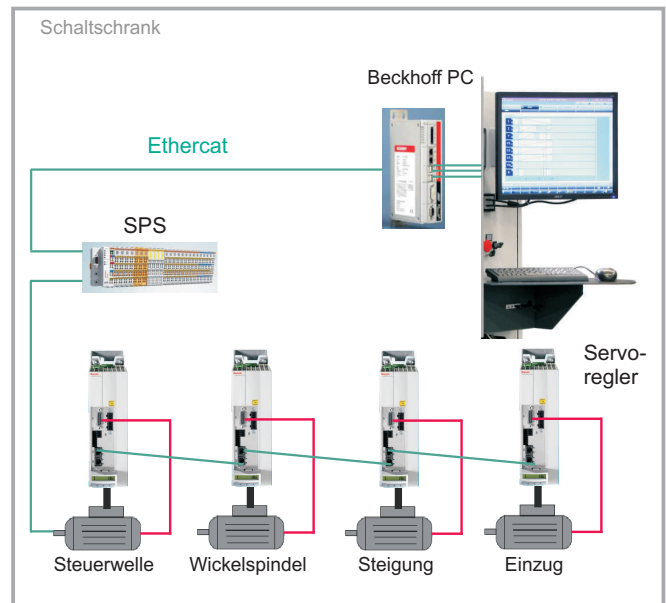 Schaltschrank
Beckhoff PC
Ethercat
SPS
Servo-
regler
Steuerwelle
Wickelspindel
Steigung
Einzug